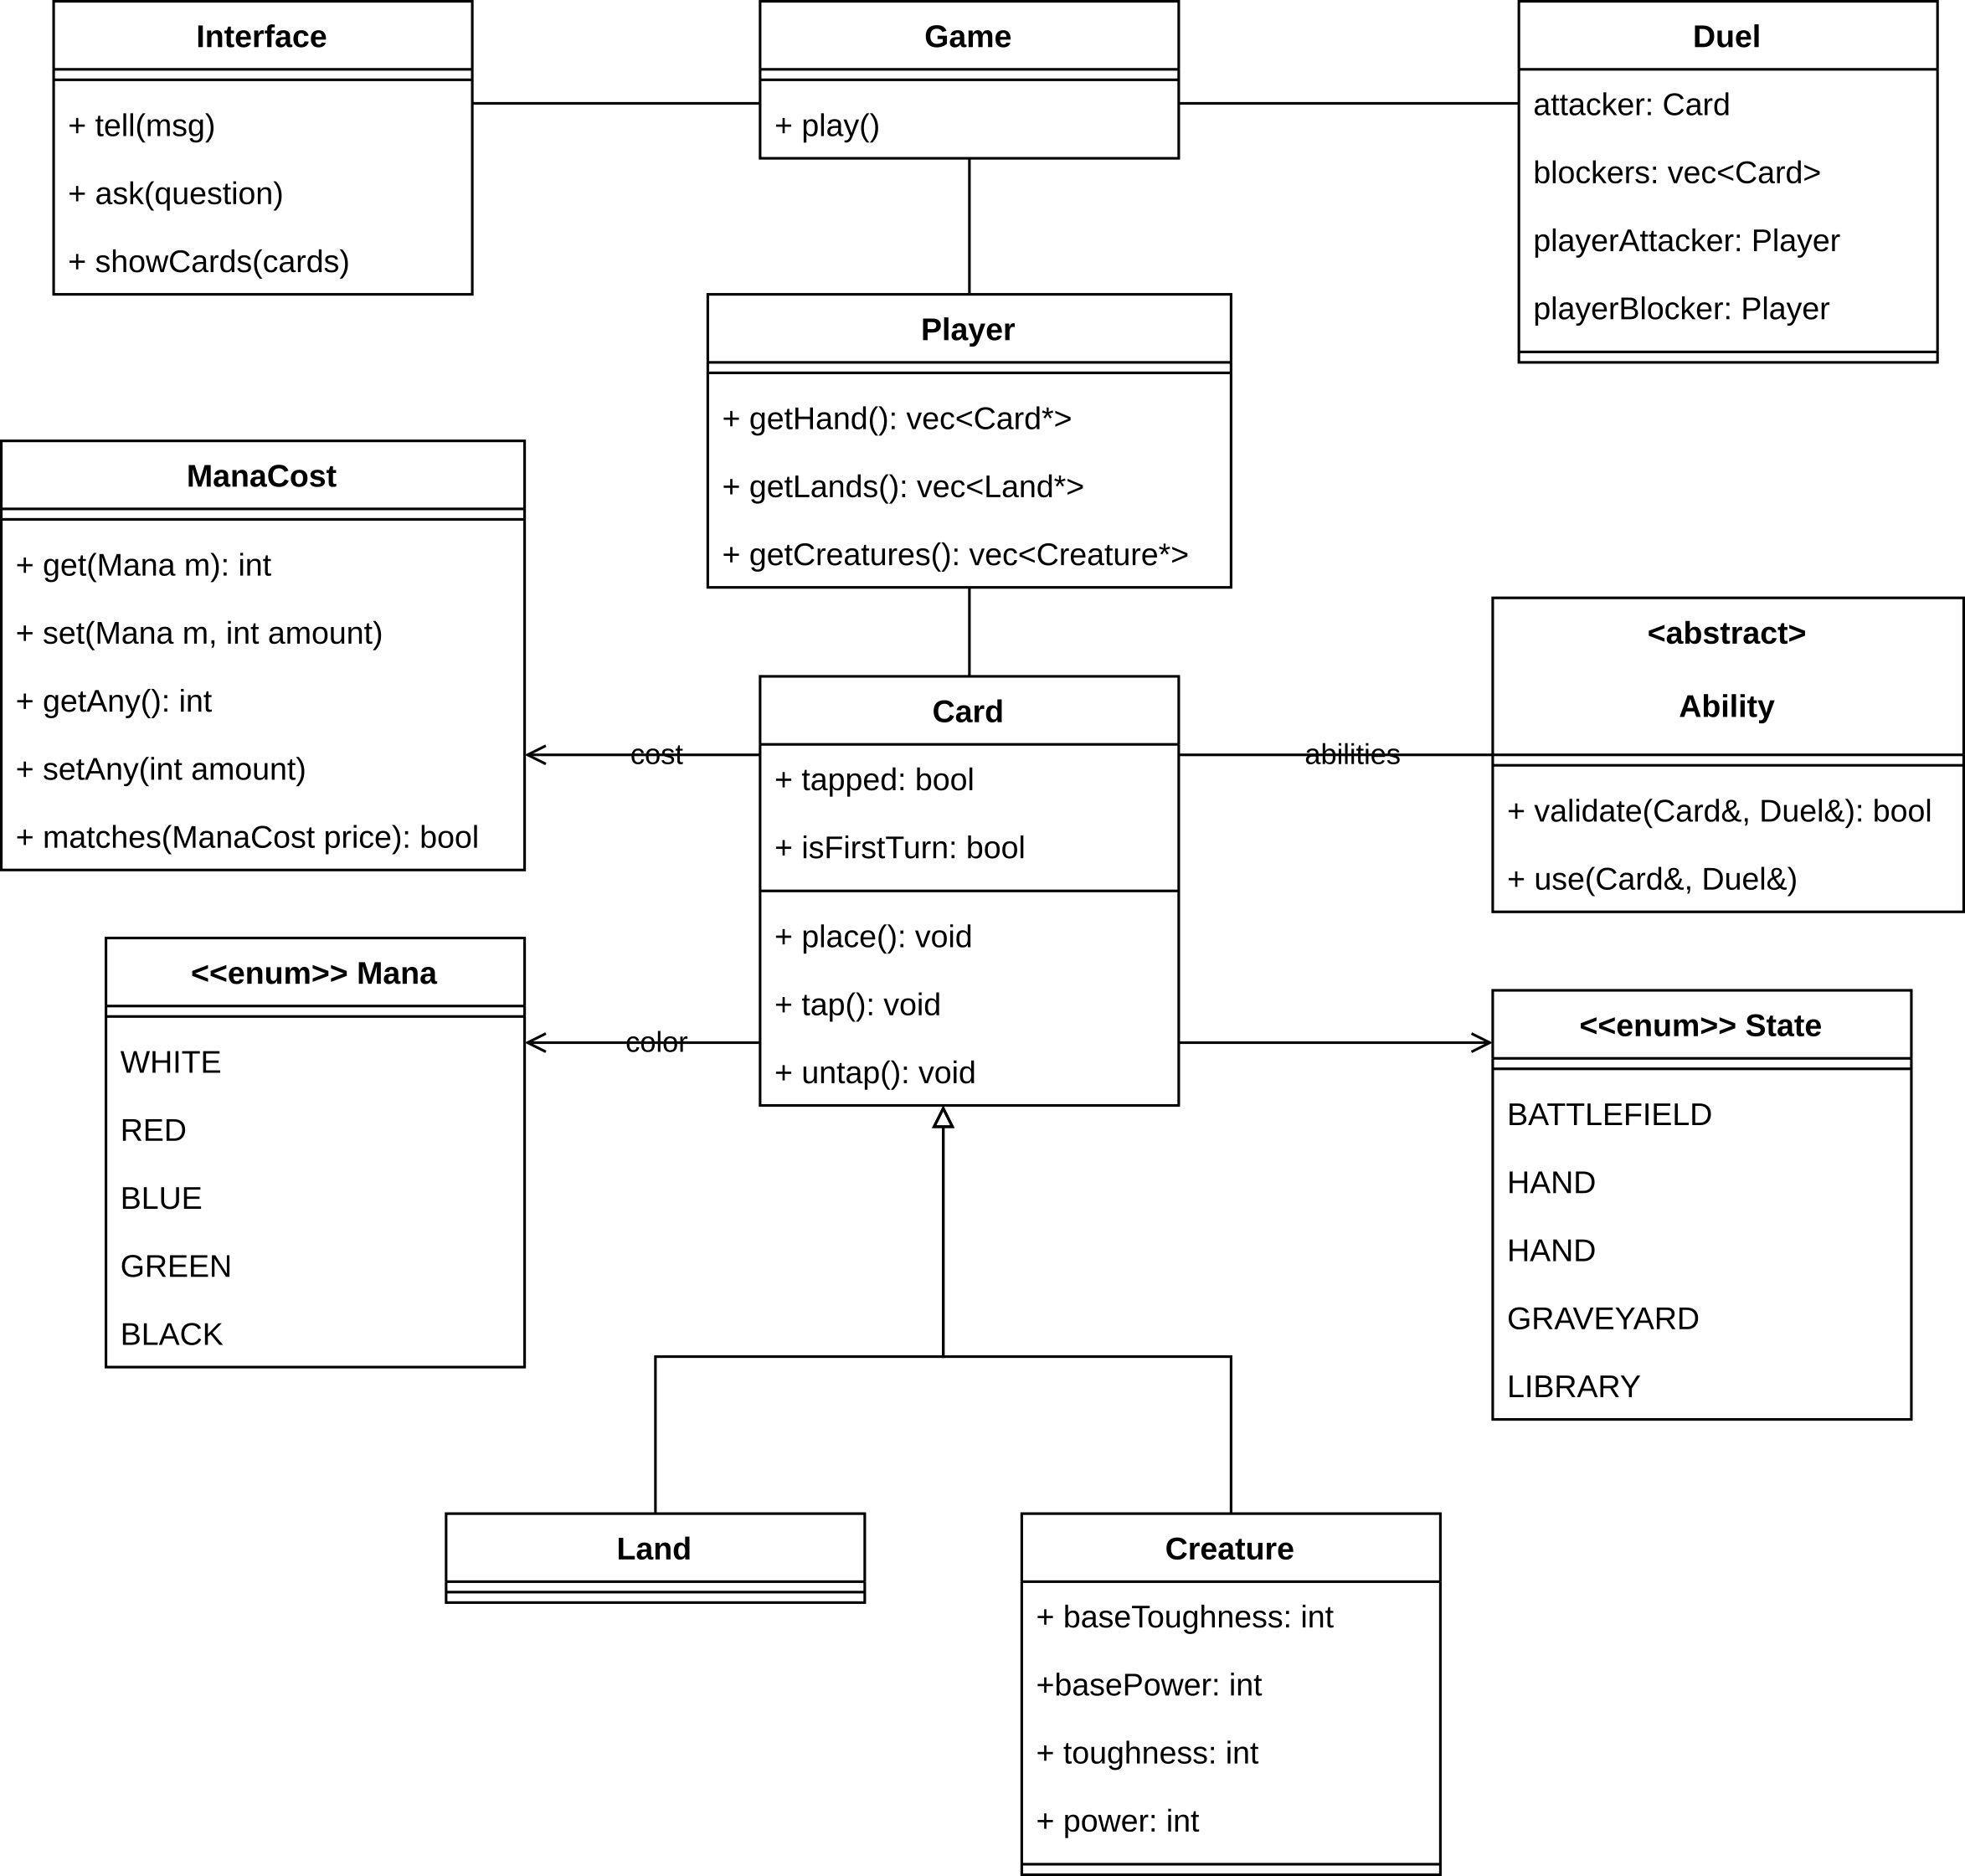 Interface
+ tell(msg)
+ ask(question)
+ showCards(cards)
Game
+ play()
Duel
attacker: Card
blockers: vec<Card>
playerAttacker: Player
playerBlocker: Player
Player
+ getHand(): vec<Card*>
+ getLands(): vec<Land*>
+ getCreatures(): vec<Creature*>
ManaCost
+ get(Mana m): int
+ set(Mana m, int amount)
+ getAny(): int
+ setAny(int amount)
+ matches(ManaCost price): bool
cost
Card
+ tapped: bool
+ isFirstTurn: bool
+ place(): void
+ tap(): void
+ untap(): void
abilities
<abstract>
Ability
+ validate(Card&, Duel&): bool
+ use(Card&, Duel&)
<<enum>> Mana
WHITE
RED
BLUE
GREEN
BLACK
color
<<enum>> State
BATTLEFIELD
HAND
HAND
GRAVEYARD
LIBRARY
Land
Creature
+ baseToughness: int
+basePower: int
+ toughness: int
+ power: int